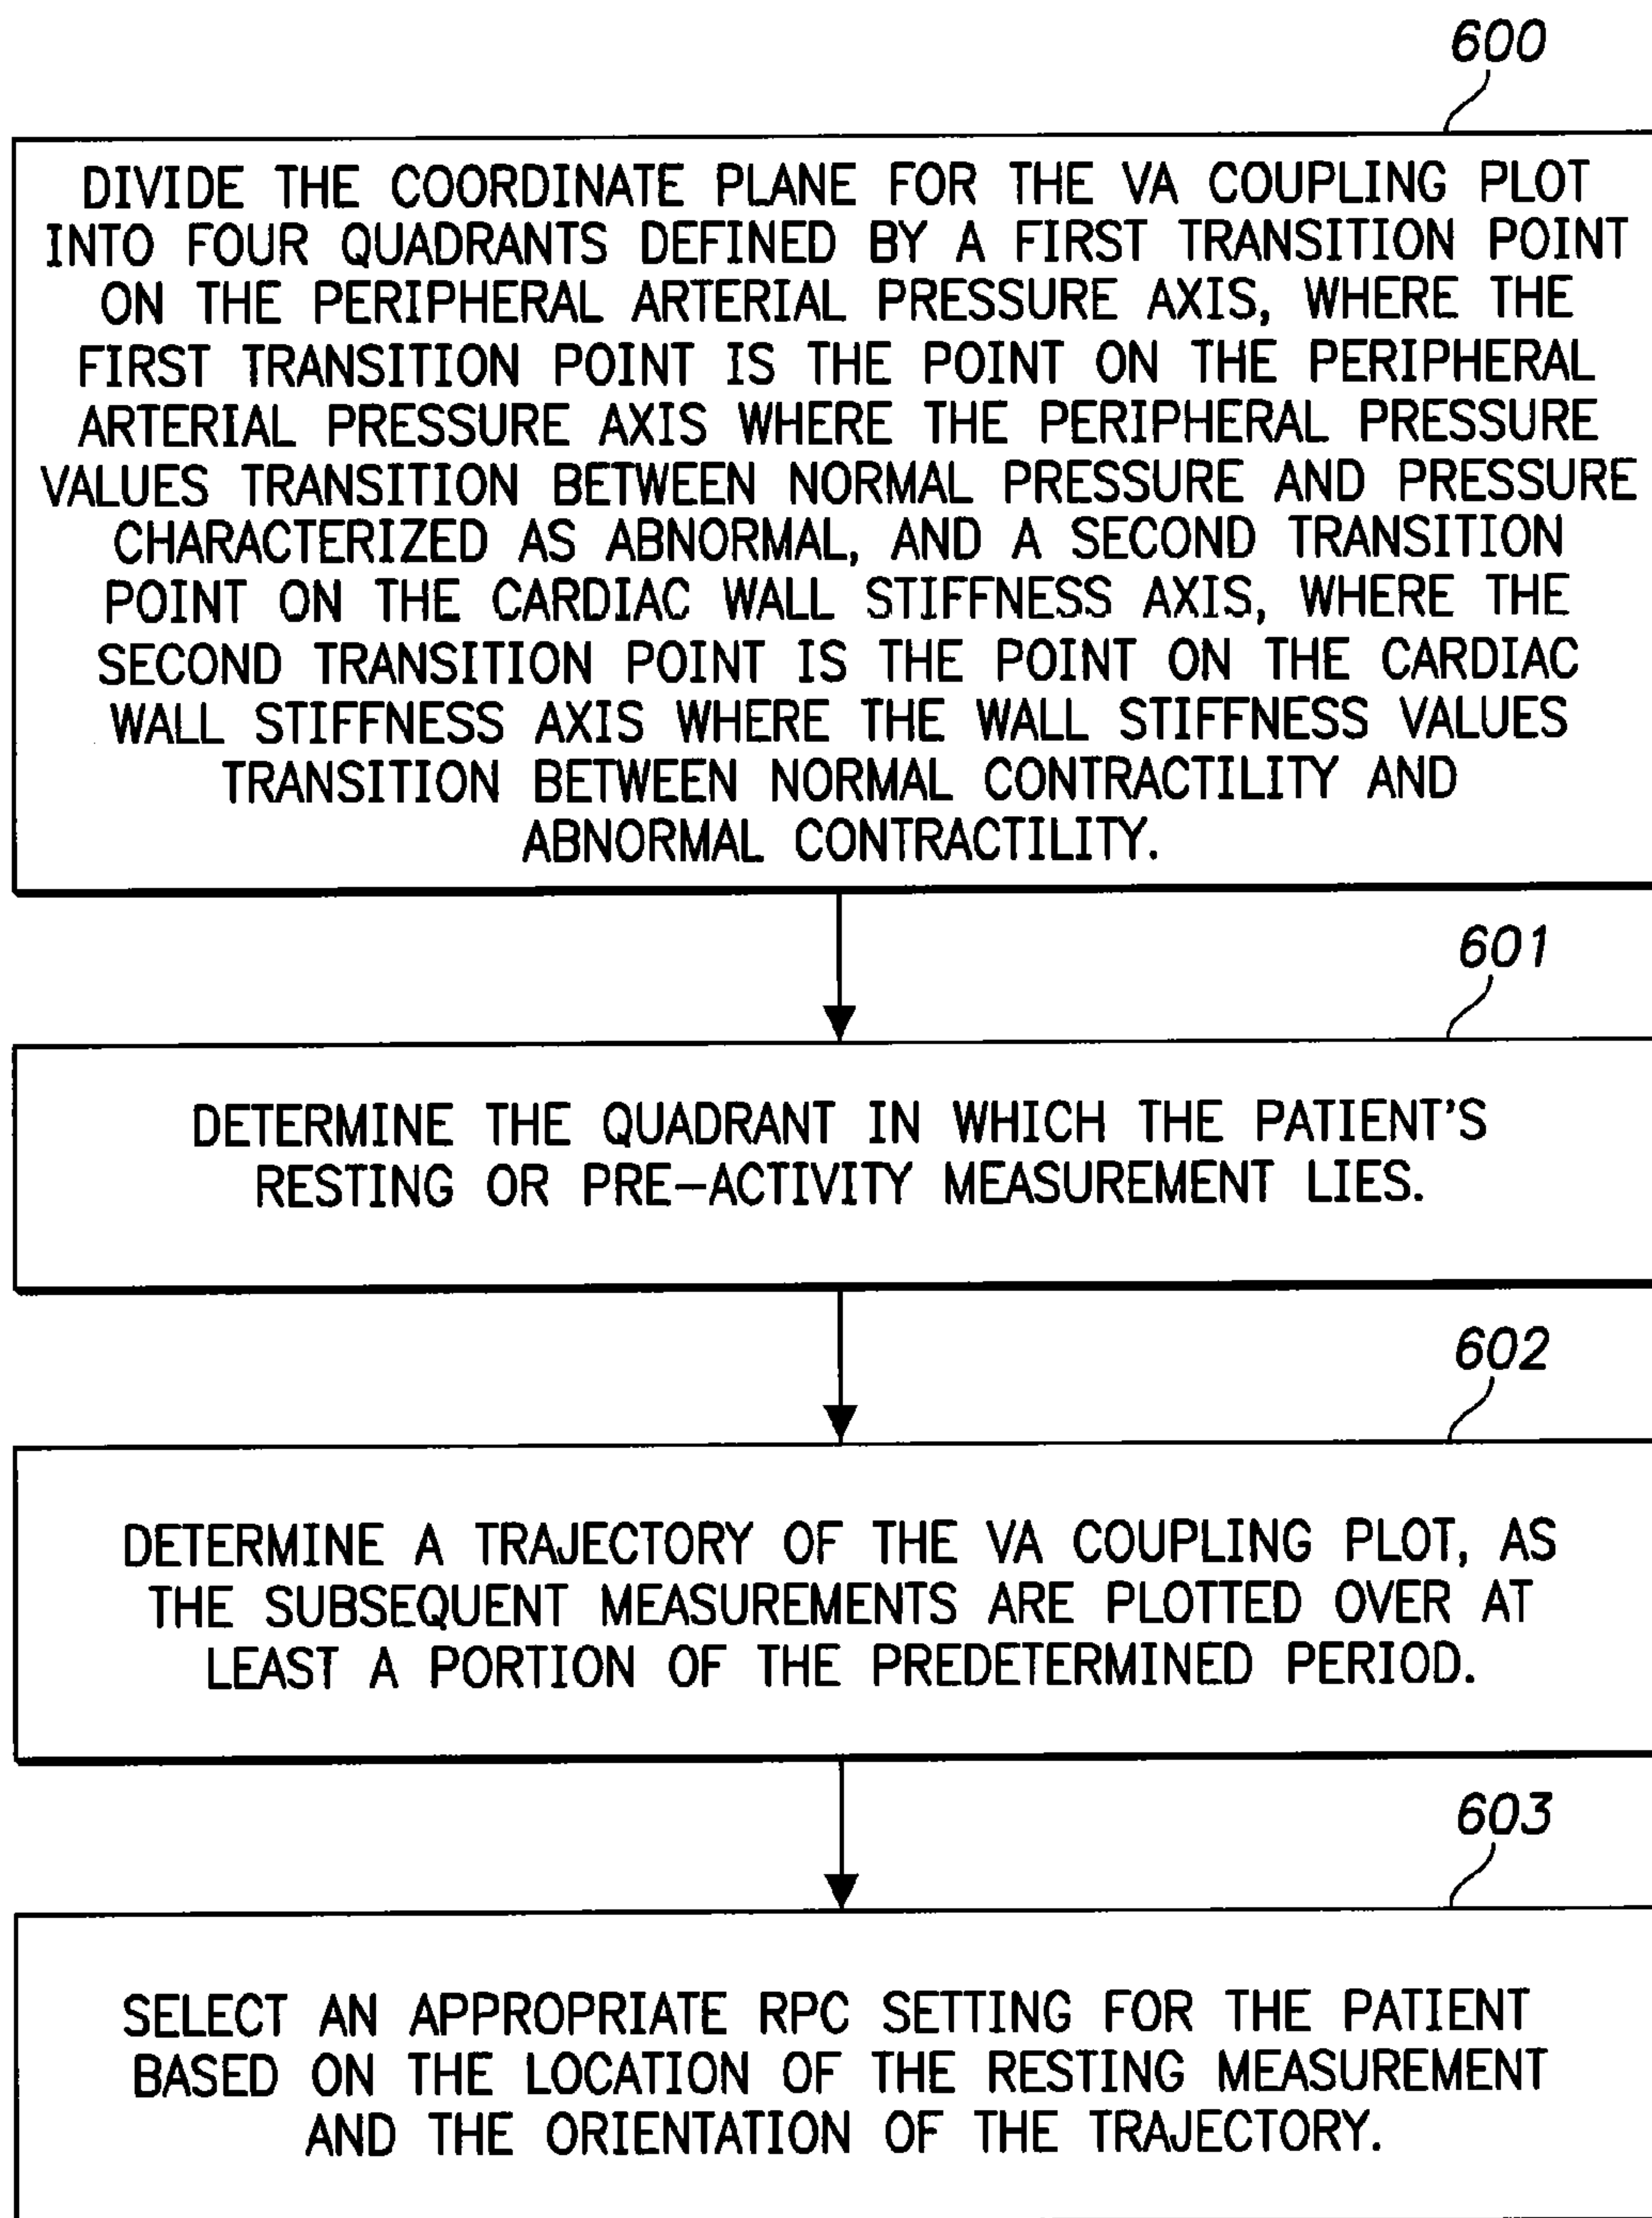 600
DIVIDE THE COORDINATE PLANE FOR THE VA COUPLING PLOT
INTO FOUR QUADRANTS DEFINED BY A FIRST TRANSITION POINT
ON THE PERIPHERAL ARTERIAL PRESSURE AXIS, WHERE THE
FIRST TRANSITION POINT IS THE POINT ON THE PERIPHERAL
ARTERIAL PRESSURE AXIS WHERE THE PERIPHERAL PRESSURE
VALUES TRANSITION BETWEEN NORMAL PRESSURE AND PRESSURE
CHARACTERIZED AS ABNORMAL, AND A SECOND TRANSITION
POINT ON THE CARDIAC WALL STIFFNESS AXIS, WHERE THE
SECOND TRANSITION POINT IS THE POINT ON THE CARDIAC
WALL STIFFNESS AXIS WHERE THE WALL STIFFNESS VALUES
TRANSITION BETWEEN NORMAL CONTRACTILITY AND
ABNORMAL CONTRACTILITY.
601
DETERMINE THE QUADRANT IN WHICH THE PATIENT'S
RESTING OR PRE-ACTIVITY MEASUREMENT LIES.
602
DETERMINE A TRAJECTORY OF THE VA COUPLING PLOT, AS
THE SUBSEQUENT MEASUREMENTS ARE PLOTTED OVER AT
LEAST A PORTION OF THE PREDETERMINED PERIOD.
603
SELECT AN APPROPRIATE RPC SETTING FOR THE PATIENT
BASED ON THE LOCATION OF THE RESTING MEASUREMENT
AND THE ORIENTATION OF THE TRAJECTORY.